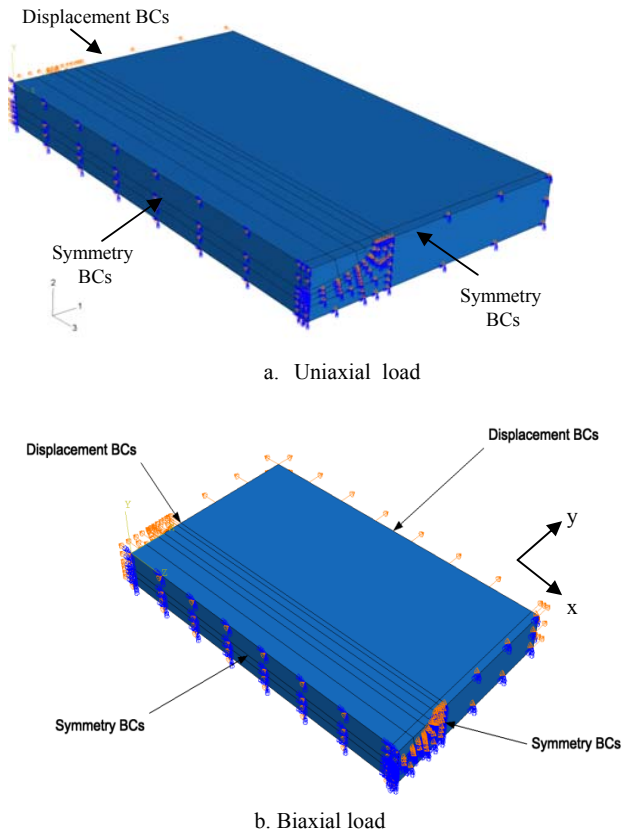 Displacement BCs
Y
Symmetry
BCs
Symmetry
BCs
2
1
3
a. Uniaxial load
Displacement BCs
Displacement BCs
Y
Z
y
x
Symmetry BCs
Symmetry BCs
b. Biaxial load